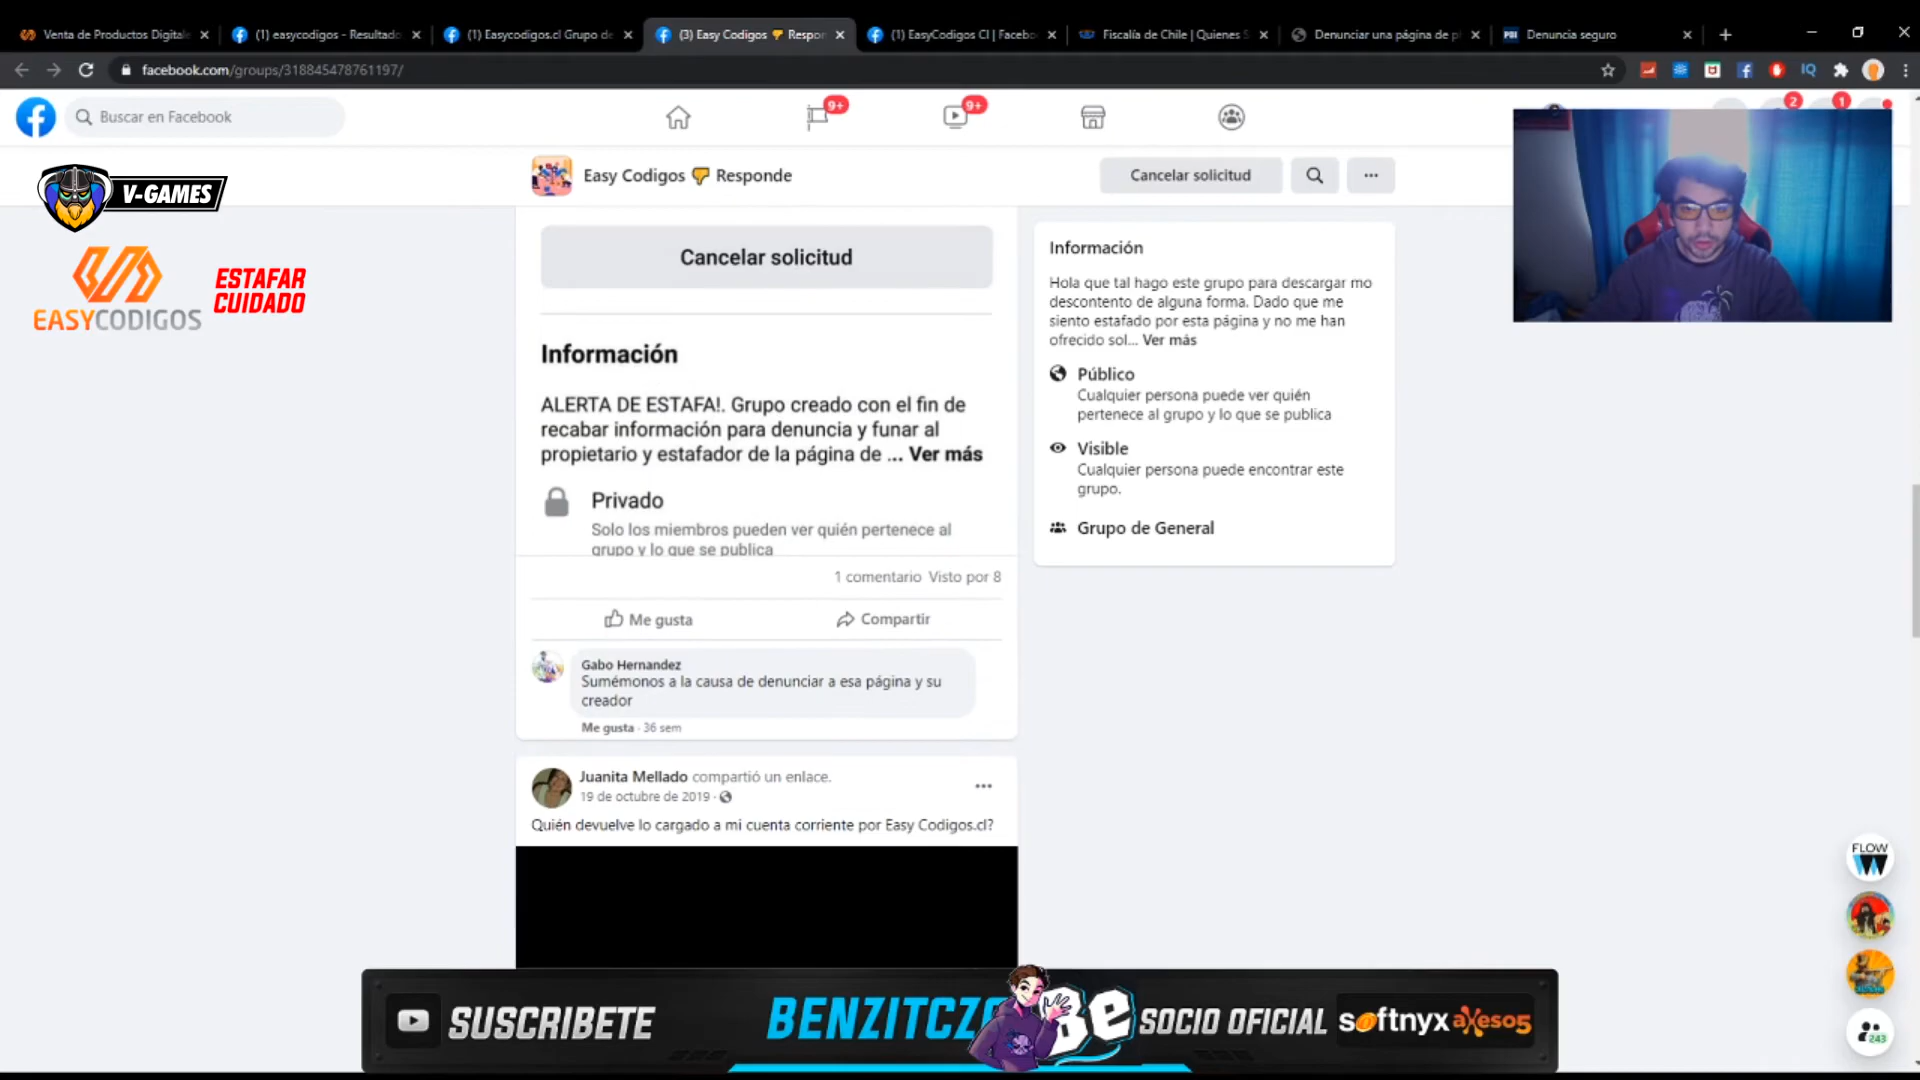 Venta de Productos Digitale
(1) easycodigos - Resultado
(1) Easycodigos.cl Grupo de
(3) Easy Codigos 👎 Respon
(1) EasyCodigos Cl | Facebo
Fiscalía de Chile | Quienes S
Denunciar una página de p
PDI Denuncia seguro
facebook.com/groups/318845478761197/
Buscar en Facebook
9+
9+
2
1
Easy Codigos 👎 Responde
Cancelar solicitud
V-GAMES
EASYCODIGOS
ESTAFAR
CUIDADO
Cancelar solicitud
Información
ALERTA DE ESTAFA!. Grupo creado con el fin de
recabar información para denuncia y funar al
propietario y estafador de la página de ... Ver más
Privado
Solo los miembros pueden ver quién pertenece al
grupo y lo que se publica
1 comentario Visto por 8
Me gusta
Compartir
Gabo Hernandez
Sumémonos a la causa de denunciar a esa página y su
creador
Me gusta · 36 sem
Juanita Mellado compartió un enlace.
19 de octubre de 2019 ·
Quién devuelve lo cargado a mi cuenta corriente por Easy Codigos.cl?
Información
Hola que tal hago este grupo para descargar mo
descontento de alguna forma. Dado que me
siento estafado por esta página y no me han
ofrecido sol... Ver más
Público
Cualquier persona puede ver quién
pertenece al grupo y lo que se publica
Visible
Cualquier persona puede encontrar este
grupo.
Grupo de General
FLOW
243
SUSCRIBETE
BENZITCZO
Be
SOCIO OFICIAL
softnyx axeso5